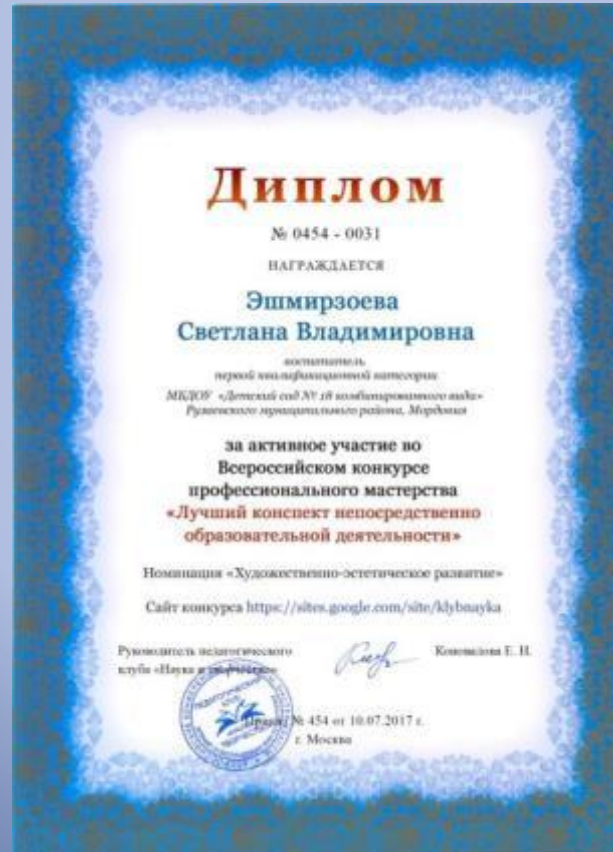 Диплом
№ 0454 - 0031
НАГРАЖДАЕТСЯ
Эшмирзоева
Светлана Владимировна
воспитатель
первой квалификационной категории
МБДОУ «Детский сад № 18 комбинированного вида»
Рузаевского муниципального района, Мордовия
за активное участие во
Всероссийском конкурсе
профессионального мастерства
«Лучший конспект непосредственно
образовательной деятельности»
Номинация «Художественно-эстетическое развитие»
Сайт конкурса https://sites.google.com/site/klybnayka
Руководитель педагогического
клуба «Наука и творчество»
Коновалова Е. И.
Приказ № 454 от 10.07.2017 г.
г. Москва